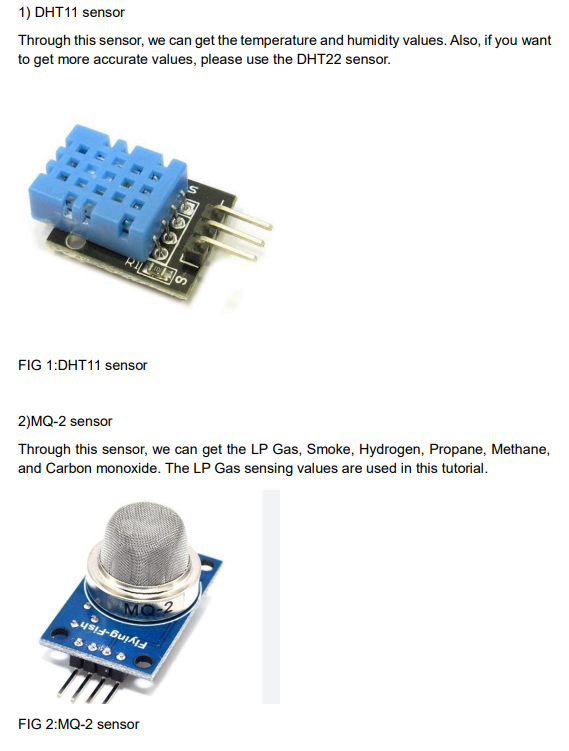 1) DHT11 sensor
Through this sensor, we can get the temperature and humidity values. Also, if you want
to get more accurate values, please use the DHT22 sensor.
S
R1
S
FIG 1:DHT11 sensor
2)MQ-2 sensor
Through this sensor, we can get the LP Gas, Smoke, Hydrogen, Propane, Methane,
and Carbon monoxide. The LP Gas sensing values are used in this tutorial.
MQ-2
Flying-Fish
FIG 2:MQ-2 sensor